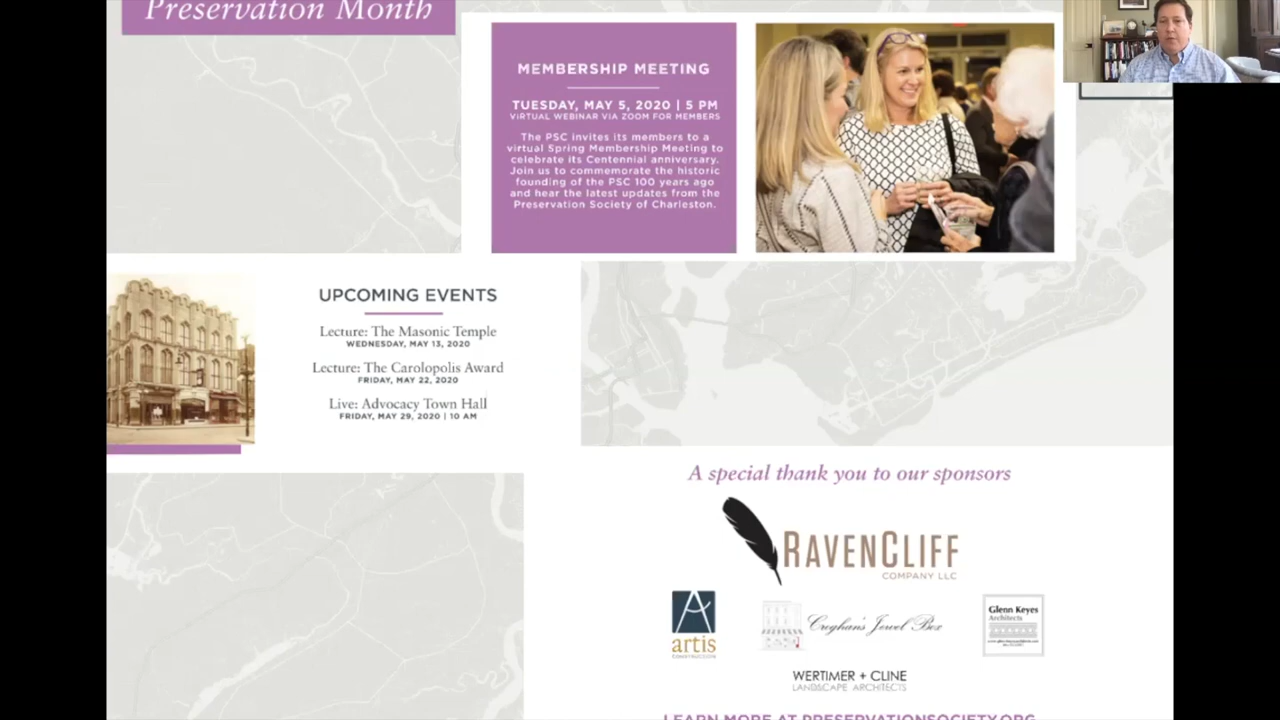 Preservation Month
MEMBERSHIP MEETING
TUESDAY, MAY 5, 2020 | 5 PM
VIRTUAL WEBINAR VIA ZOOM FOR MEMBERS
The PSC invites its members to a
virtual Spring Membership Meeting to
celebrate its Centennial anniversary.
Join us to commemorate the historic
founding of the PSC 100 years ago
and hear the latest updates from the
Preservation Society of Charleston.
UPCOMING EVENTS
Lecture: The Masonic Temple
WEDNESDAY, MAY 13, 2020
Lecture: The Carolopolis Award
FRIDAY, MAY 22, 2020
Live: Advocacy Town Hall
FRIDAY, MAY 29, 2020 | 10 AM
A special thank you to our sponsors
RAVENCLIFF
COMPANY LLC
artis
CONSTRUCTION
Croghan's Jewel Box
Glenn Keyes
Architects
WERTIMER + CLINE
LANDSCAPE ARCHITECTS
LEARN MORE AT PRESERVATIONSOCIETY.ORG